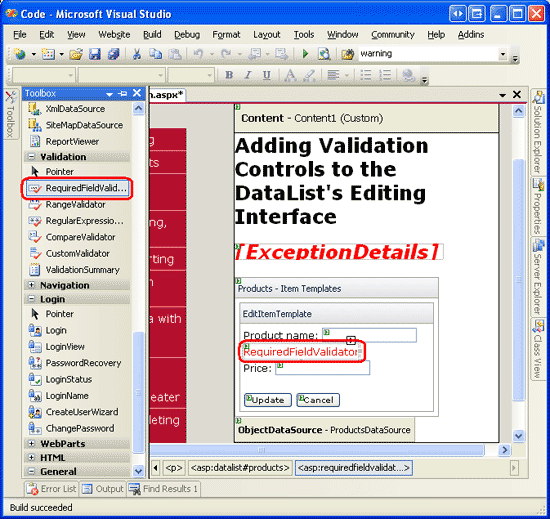 Code - Microsoft Visual Studio
File Edit View Website Build Debug Format Layout Tools Window Community Help Addins
warning
Toolbox
Toolbox
XmlDataSource
SiteMapDataSource
ReportViewer
Validation
Pointer
RequiredFieldValid...
RangeValidator
RegularExpressio...
CompareValidator
CustomValidator
ValidationSummary
Navigation
Login
Pointer
Login
LoginView
PasswordRecovery
LoginStatus
LoginName
CreateUserWizard
ChangePassword
WebParts
HTML
General
n.aspx*
ts
ng,
rting
a with
eater
leting
Content - Content1 (Custom)
Adding Validation
Controls to the
DataList's Editing
Interface
[ExceptionDetails]
Products - Item Templates
EditItemTemplate
Product name:
RequiredFieldValidator
Price:
Update Cancel
ObjectDataSource - ProductsDataSource
<p> <asp:datalist#products> <asp:requiredfieldvalidat...>
Solution Explorer
Properties
Server Explorer
Class View
Error List Output Find Results 1
Build succeeded